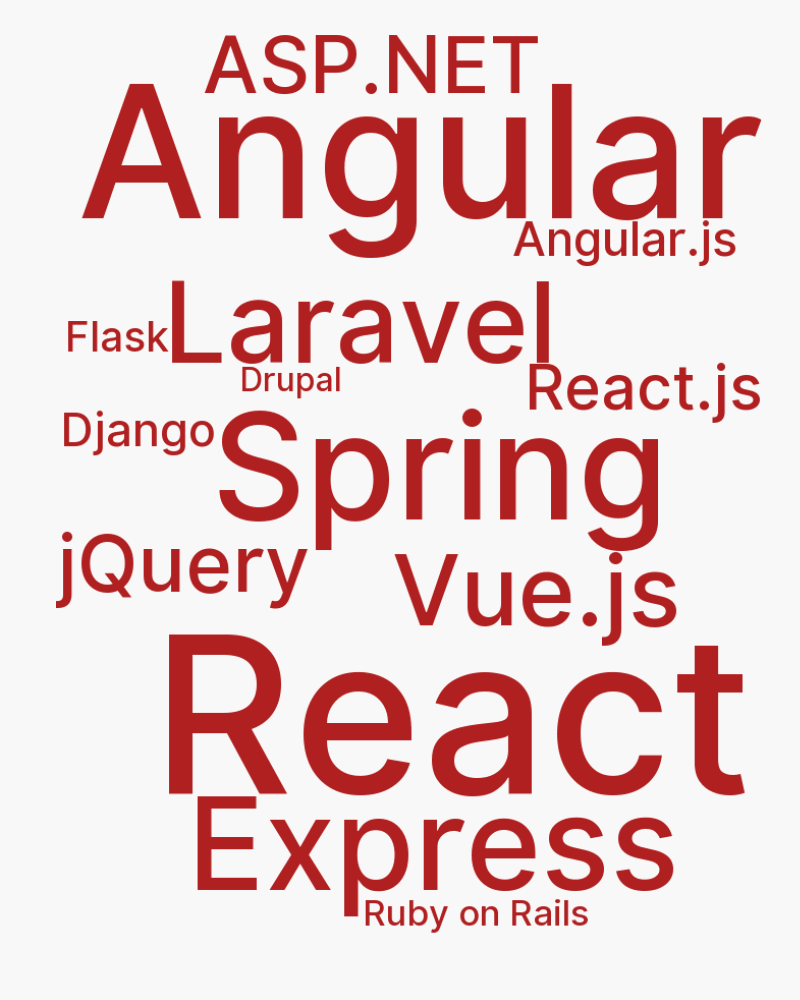 ASP.NET
Angular
Angular.js
Laravel
Flask
Drupal
React.js
Django
Spring
jQuery
Vue.js
React
Express
Ruby on Rails